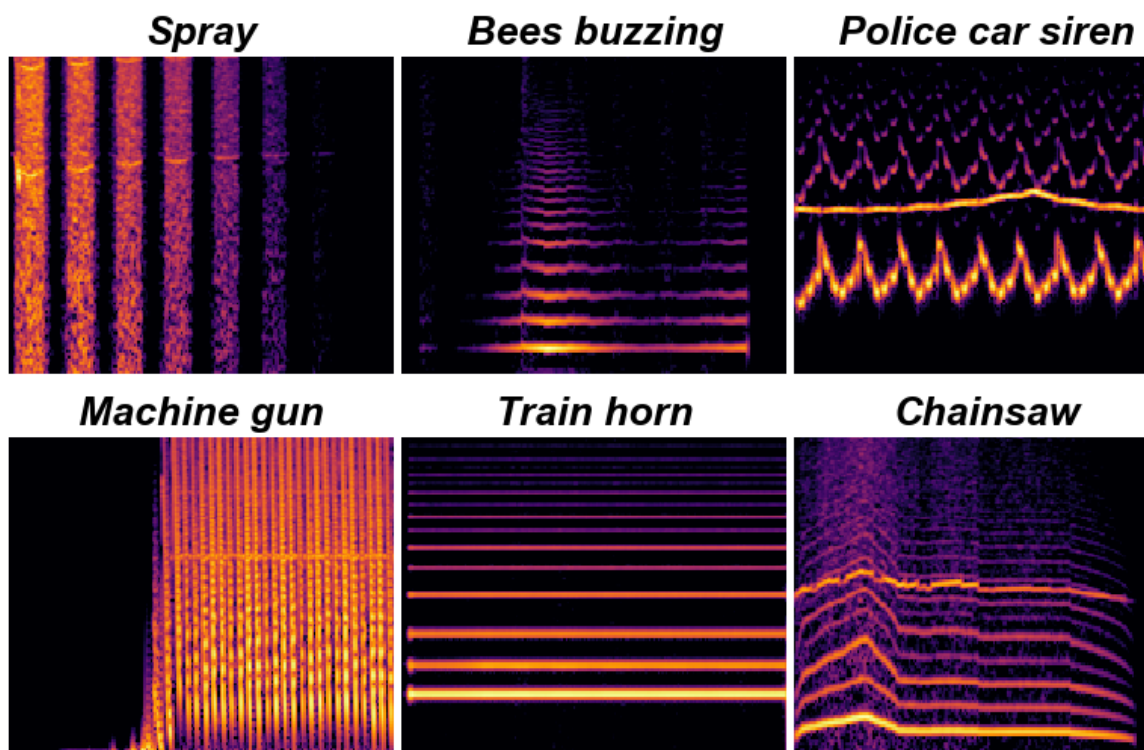 Spray
Bees buzzing
Police car siren
Machine gun
Train horn
Chainsaw